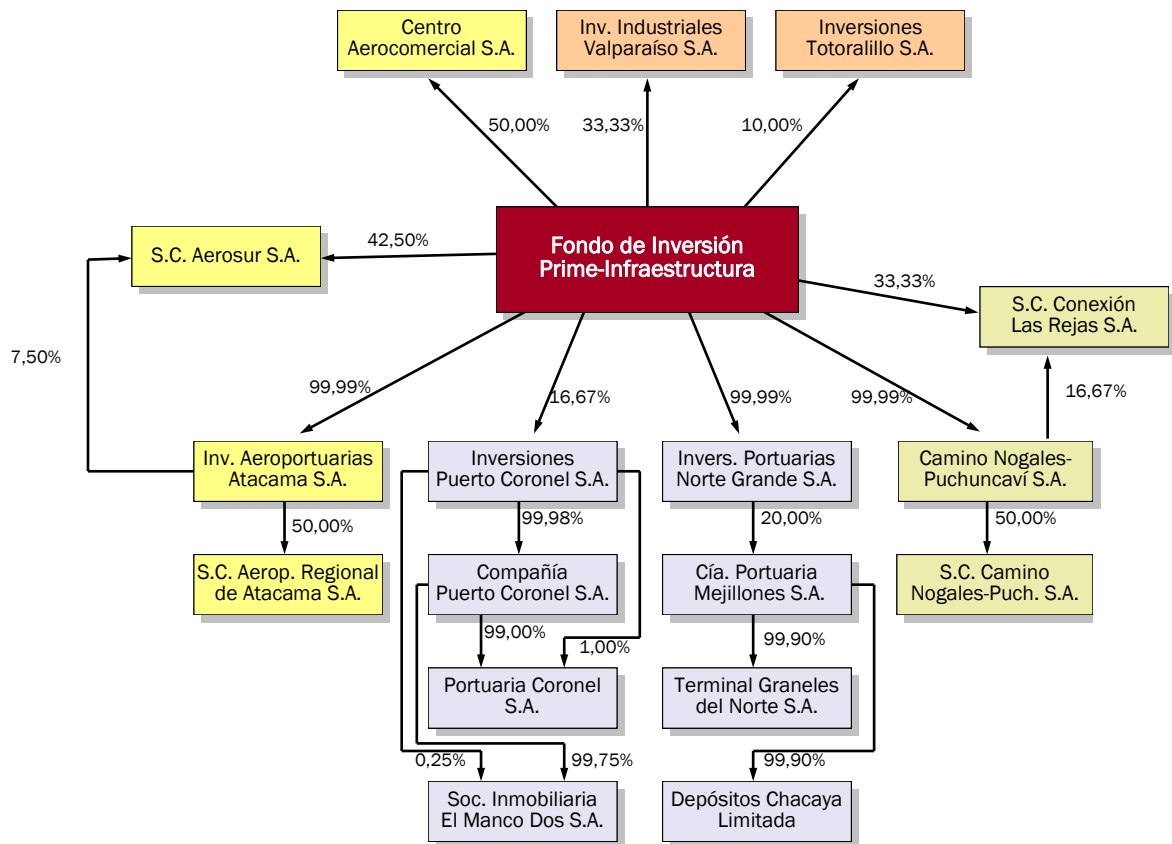 Centro
Aerocomercial S.A.
Inv. Industriales
Valparaíso S.A.
Inversiones
Totoralillo S.A.
50,00%
33,33%
10,00%
S.C. Aerosur S.A.
42,50%
Fondo de Inversión
Prime-Infraestructura
33,33%
S.C. Conexión
Las Rejas S.A.
7,50%
99,99%
16,67%
99,99%
99,99%
16,67%
Inv. Aeroportuarias
Atacama S.A.
Inversiones
Puerto Coronel S.A.
Invers. Portuarias
Norte Grande S.A.
Camino Nogales-
Puchuncaví S.A.
50,00%
99,98%
20,00%
50,00%
S.C. Aerop. Regional
de Atacama S.A.
Compañía
Puerto Coronel S.A.
Cía. Portuaria
Mejillones S.A.
S.C. Camino
Nogales-Puch. S.A.
99,00%
1,00%
99,90%
Portuaria Coronel
S.A.
Terminal Graneles
del Norte S.A.
0,25%
99,75%
99,90%
Soc. Inmobiliaria
El Manco Dos S.A.
Depósitos Chacaya
Limitada